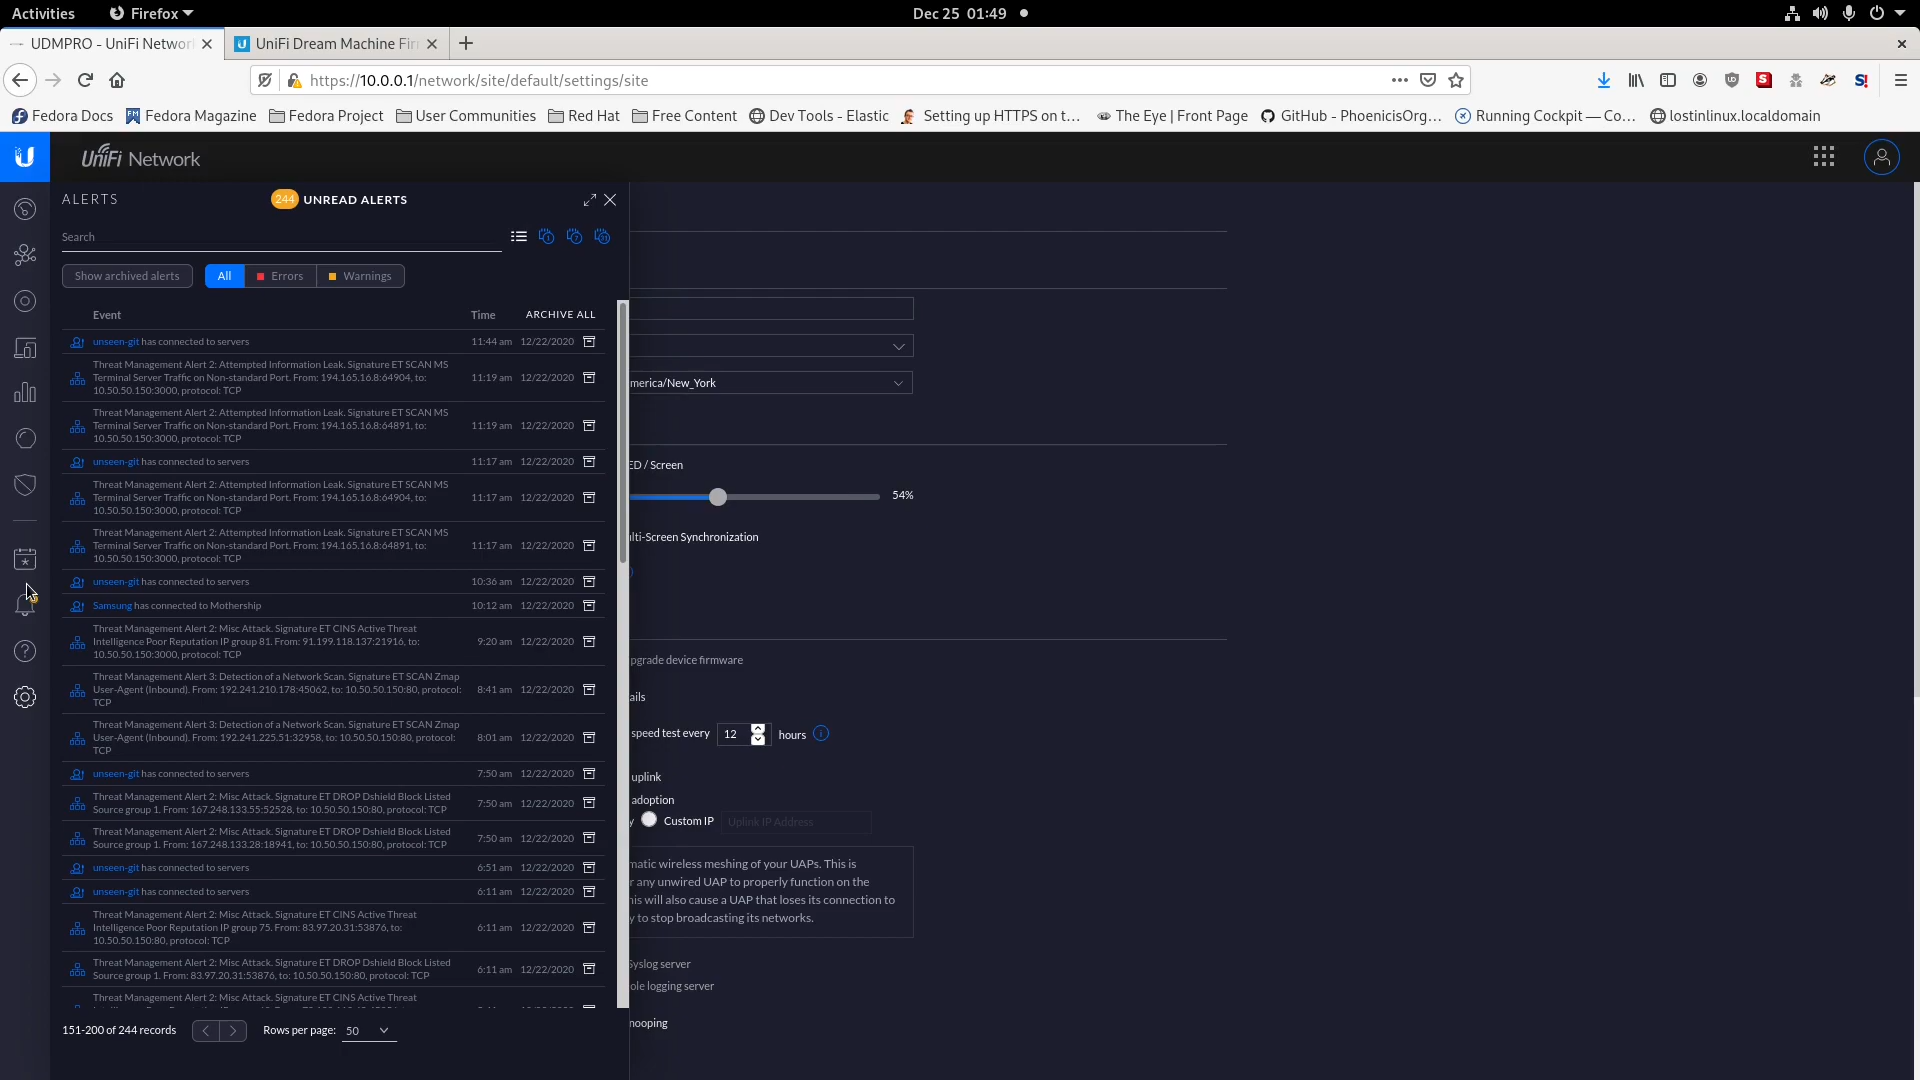 Activities
Firefox
Dec 25 01:49
UDMPRO - UniFi Networ
UniFi Dream Machine Fir
https://10.0.0.1/network/site/default/settings/site
Fedora Docs
Fedora Magazine
Fedora Project
User Communities
Red Hat
Free Content
Dev Tools - Elastic
Setting up HTTPS on t...
The Eye | Front Page
GitHub - PhoenicisOrg...
Running Cockpit — Co...
lostinlinux.localdomain
UniFi Network
ALERTS
244 UNREAD ALERTS
Search
Show archived alerts
All
Errors
Warnings
Event Time ARCHIVE ALL
unseen-git has connected to servers 11:44 am 12/22/2020
Threat Management Alert 2: Attempted Information Leak. Signature ET SCAN MS
Terminal Server Traffic on Non-standard Port. From: 194.165.16.8:64904, to:
10.50.50.150:3000, protocol: TCP
11:19 am 12/22/2020
Threat Management Alert 2: Attempted Information Leak. Signature ET SCAN MS
Terminal Server Traffic on Non-standard Port. From: 194.165.16.8:64891, to:
10.50.50.150:3000, protocol: TCP
11:19 am 12/22/2020
unseen-git has connected to servers 11:17 am 12/22/2020
Threat Management Alert 2: Attempted Information Leak. Signature ET SCAN MS
Terminal Server Traffic on Non-standard Port. From: 194.165.16.8:64904, to:
10.50.50.150:3000, protocol: TCP
11:17 am 12/22/2020
Threat Management Alert 2: Attempted Information Leak. Signature ET SCAN MS
Terminal Server Traffic on Non-standard Port. From: 194.165.16.8:64891, to:
10.50.50.150:3000, protocol: TCP
11:17 am 12/22/2020
unseen-git has connected to servers 10:36 am 12/22/2020
Samsung has connected to Mothership 10:12 am 12/22/2020
Threat Management Alert 2: Misc Attack. Signature ET CINS Active Threat
Intelligence Poor Reputation IP group 81. From: 91.199.118.137:21916, to:
10.50.50.150:3000, protocol: TCP
9:20 am 12/22/2020
Threat Management Alert 3: Detection of a Network Scan. Signature ET SCAN Zmap
User-Agent (Inbound). From: 192.241.210.178:45062, to: 10.50.50.150:80, protocol:
TCP
8:41 am 12/22/2020
Threat Management Alert 3: Detection of a Network Scan. Signature ET SCAN Zmap
User-Agent (Inbound). From: 192.241.225.51:32958, to: 10.50.50.150:80, protocol:
TCP
8:01 am 12/22/2020
unseen-git has connected to servers 7:50 am 12/22/2020
Threat Management Alert 2: Misc Attack. Signature ET DROP Dshield Block Listed
Source group 1. From: 167.248.133.55:52528, to: 10.50.50.150:80, protocol: TCP
7:50 am 12/22/2020
Threat Management Alert 2: Misc Attack. Signature ET DROP Dshield Block Listed
Source group 1. From: 167.248.133.28:18941, to: 10.50.50.150:80, protocol: TCP
7:50 am 12/22/2020
unseen-git has connected to servers 6:51 am 12/22/2020
unseen-git has connected to servers 6:11 am 12/22/2020
Threat Management Alert 2: Misc Attack. Signature ET CINS Active Threat
Intelligence Poor Reputation IP group 75. From: 83.97.20.31:53876, to:
10.50.50.150:80, protocol: TCP
6:11 am 12/22/2020
Threat Management Alert 2: Misc Attack. Signature ET DROP Dshield Block Listed
Source group 1. From: 83.97.20.31:53876, to: 10.50.50.150:80, protocol: TCP
6:11 am 12/22/2020
Threat Management Alert 2: Misc Attack. Signature ET CINS Active Threat
151-200 of 244 records
Rows per page: 50
merica/New_York
ED / Screen
54%
ulti-Screen Synchronization
pgrade device firmware
ails
speed test every 12 hours
uplink
adoption
y Custom IP Uplink IP Address
matic wireless meshing of your UAPs. This is
r any unwired UAP to properly function on the
his will also cause a UAP that loses its connection to
y to stop broadcasting its networks.
Syslog server
ole logging server
nooping